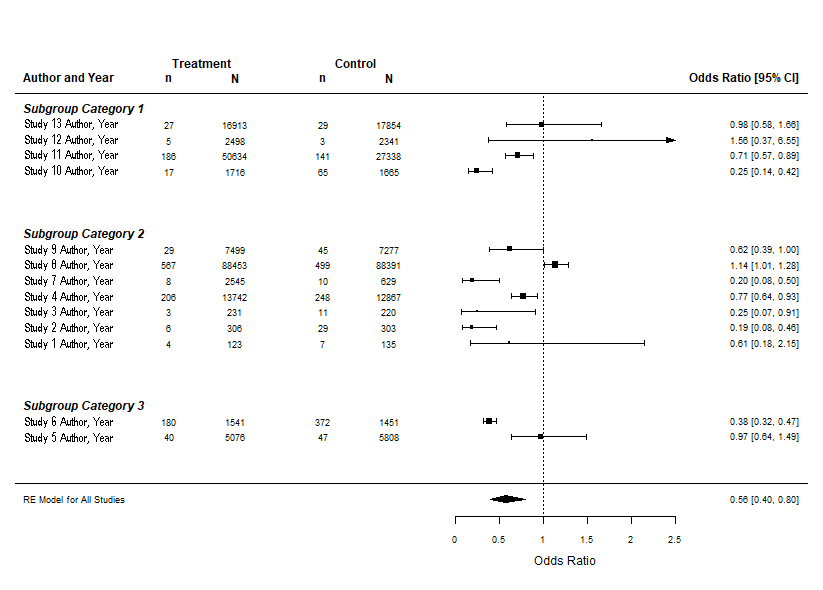 Treatment Control
Author and Year n N n N Odds Ratio [95% CI]
Subgroup Category 1
Study 13 Author, Year 27 16913 29 17854 0.98 [0.58, 1.66]
Study 12 Author, Year 5 2498 3 2341 1.56 [0.37, 6.55]
Study 11 Author, Year 186 50634 141 27338 0.71 [0.57, 0.89]
Study 10 Author, Year 17 1716 65 1665 0.25 [0.14, 0.42]
Subgroup Category 2
Study 9 Author, Year 29 7499 45 7277 0.62 [0.39, 1.00]
Study 8 Author, Year 567 88453 499 88391 1.14 [1.01, 1.28]
Study 7 Author, Year 8 2545 10 629 0.20 [0.08, 0.50]
Study 4 Author, Year 206 13742 248 12867 0.77 [0.64, 0.93]
Study 3 Author, Year 3 231 11 220 0.25 [0.07, 0.91]
Study 2 Author, Year 6 306 29 303 0.19 [0.08, 0.46]
Study 1 Author, Year 4 123 7 135 0.61 [0.18, 2.15]
Subgroup Category 3
Study 6 Author, Year 180 1541 372 1451 0.38 [0.32, 0.47]
Study 5 Author, Year 40 5076 47 5808 0.97 [0.64, 1.49]
RE Model for All Studies 0.56 [0.40, 0.80]
0 0.5 1 1.5 2 2.5
Odds Ratio